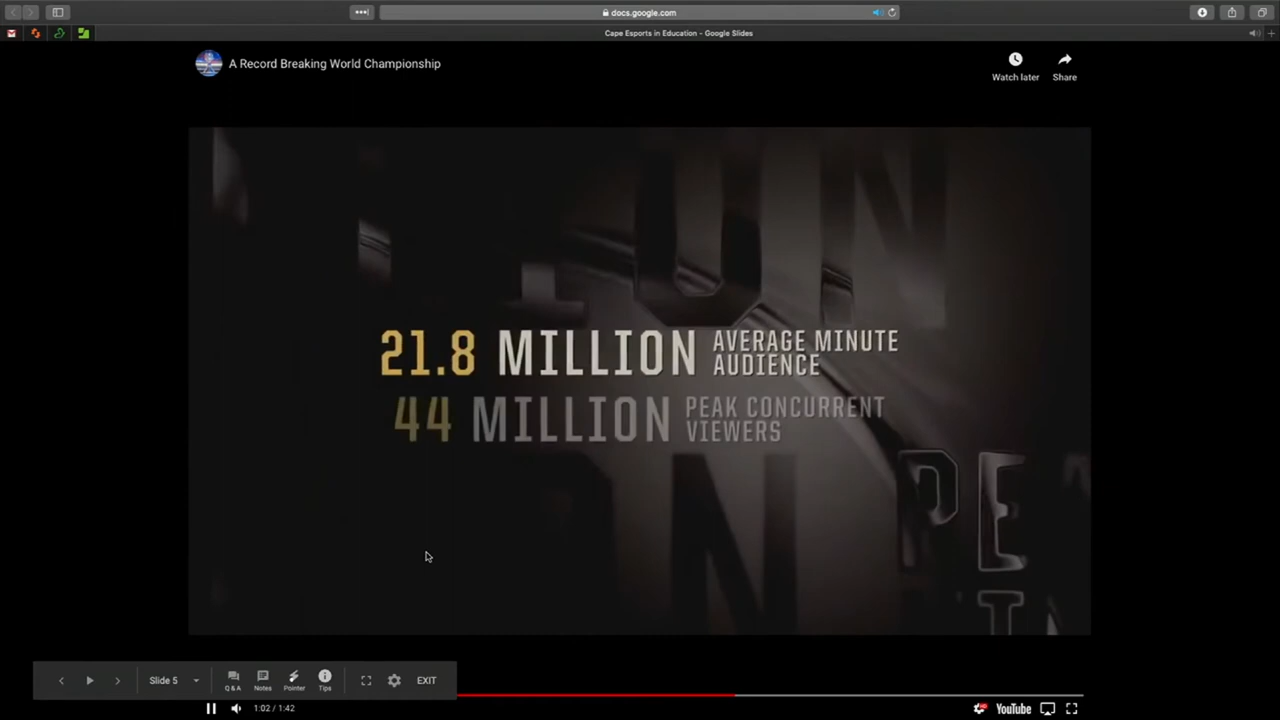 docs.google.com
Cape Esports in Education - Google Slides
A Record Breaking World Championship
Watch later
Share
21.8 MILLION AVERAGE MINUTE AUDIENCE
44 MILLION PEAK CONCURRENT VIEWERS
Slide 5
Q & A
Notes
Pointer
Tips
EXIT
1:02 / 1:42
YouTube